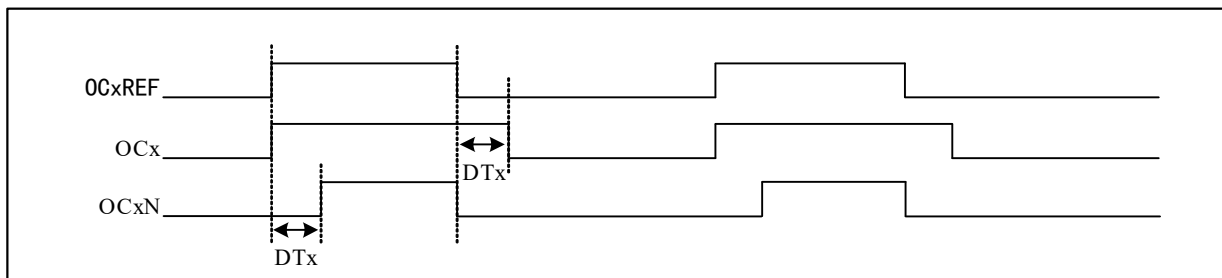 OCxREF
OCx
DTx
OCxN
DTx